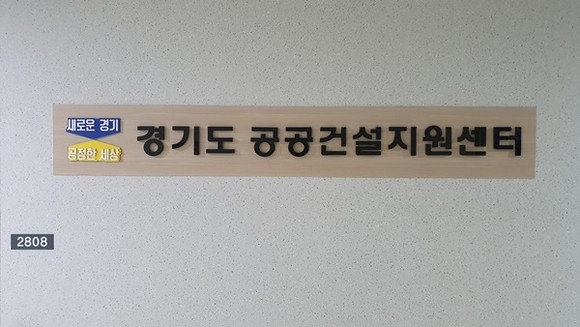 새로운 경기
공정한 세상
경기도 공공건설지원센터
2808